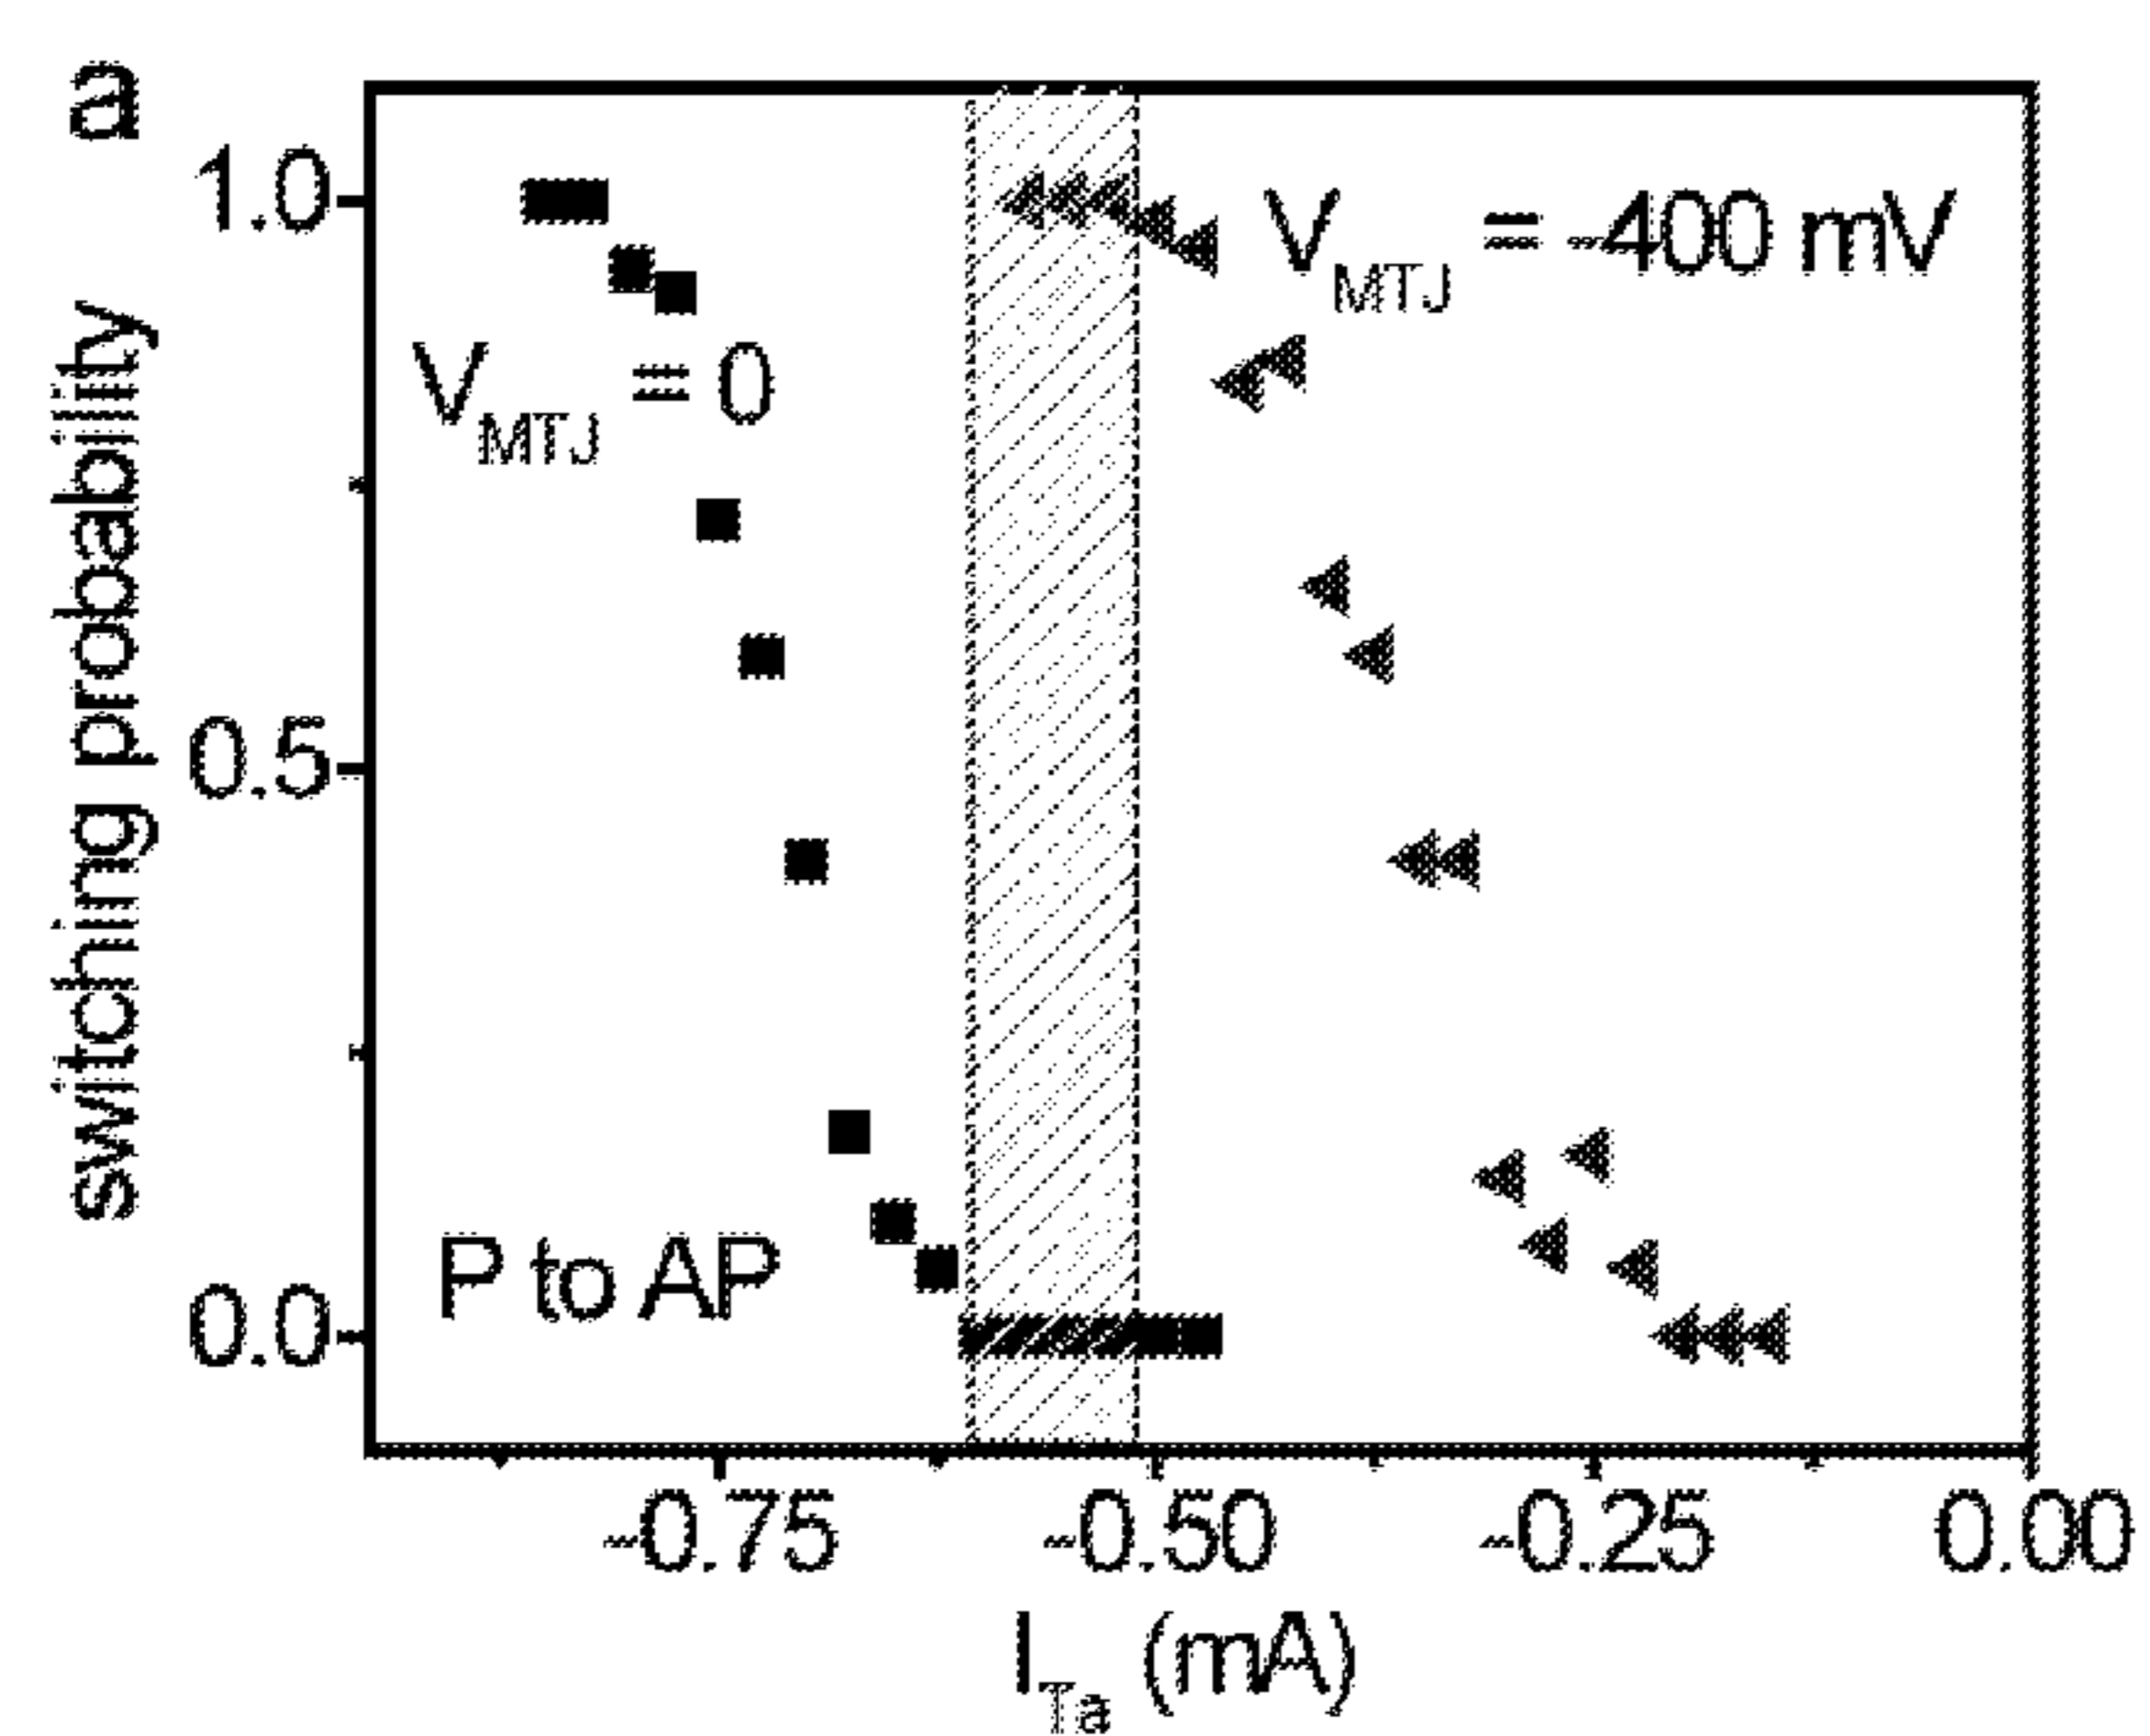 a
1.0
V_MTJ = -400 mV
V_MTJ = 0
switching probability
0.5
P to AP
0.0
-0.75 -0.50 -0.25 0.00
I_Ta (mA)